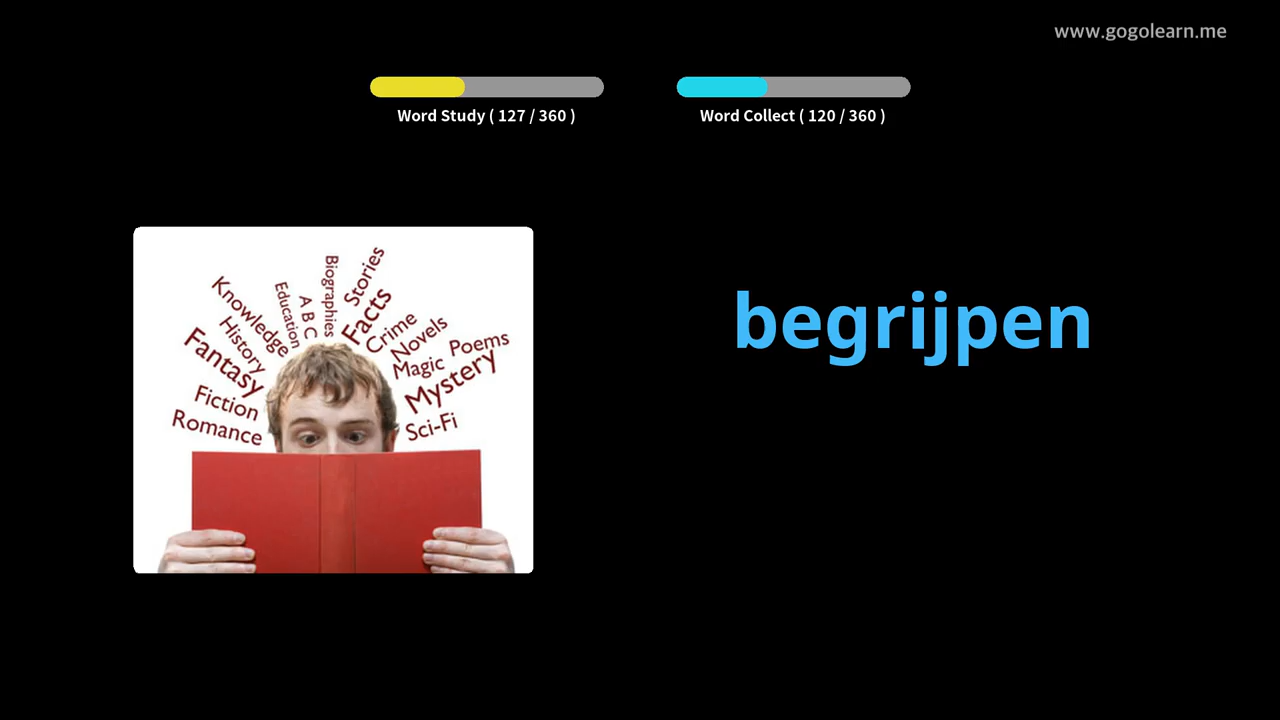 www.gogolearn.me
Word Study ( 127 / 360 )
Word Collect ( 120 / 360 )
begrijpen
Biographies
Stories
Education
A B C
Facts
Knowledge
Crime
History
Novels
Poems
Fantasy
Magic
Mystery
Fiction
Romance
Sci-Fi